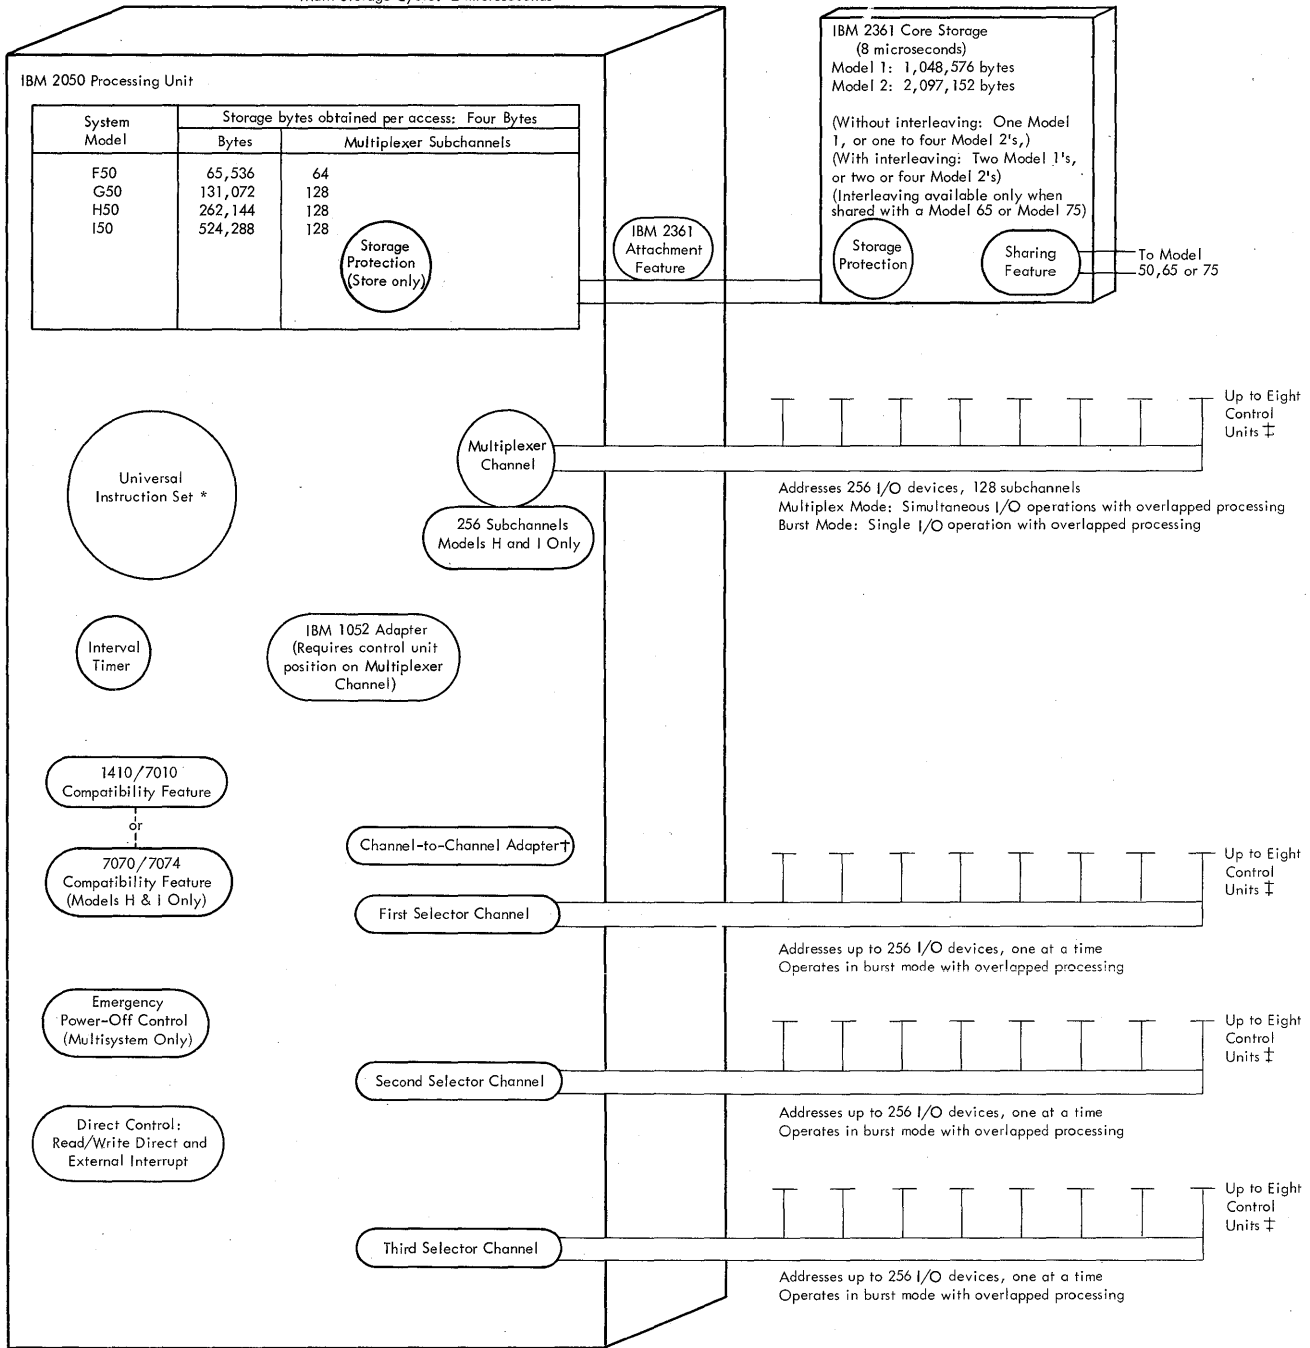 Main Storage Cycle: 2 microseconds
IBM 2050 Processing Unit
System
Model
Storage bytes obtained per access: Four Bytes
Bytes
Multiplexer Subchannels
F50 65,536 64
G50 131,072 128
H50 262,144 128
I50 524,288 128
Storage
Protection
(Store only)
IBM 2361
Attachment
Feature
IBM 2361 Core Storage
(8 microseconds)
Model 1: 1,048,576 bytes
Model 2: 2,097,152 bytes
(Without interleaving: One Model
1, or one to four Model 2's,)
(With interleaving: Two Model 1's,
or two or four Model 2's)
(Interleaving available only when
shared with a Model 65 or Model 75)
Storage
Protection
Sharing
Feature
To Model
50,65 or 75
Universal
Instruction Set *
Multiplexer
Channel
256 Subchannels
Models H and I Only
Up to Eight
Control
Units ‡
Addresses 256 I/O devices, 128 subchannels
Multiplex Mode: Simultaneous I/O operations with overlapped processing
Burst Mode: Single I/O operation with overlapped processing
Interval
Timer
IBM 1052 Adapter
(Requires control unit
position on Multiplexer
Channel)
1410/7010
Compatibility Feature
or
7070/7074
Compatibility Feature
(Models H & I Only)
Channel-to-Channel Adapter†
First Selector Channel
Up to Eight
Control
Units ‡
Addresses up to 256 I/O devices, one at a time
Operates in burst mode with overlapped processing
Emergency
Power-Off Control
(Multisystem Only)
Second Selector Channel
Up to Eight
Control
Units ‡
Addresses up to 256 I/O devices, one at a time
Operates in burst mode with overlapped processing
Direct Control:
Read/Write Direct and
External Interrupt
Third Selector Channel
Up to Eight
Control
Units ‡
Addresses up to 256 I/O devices, one at a time
Operates in burst mode with overlapped processing